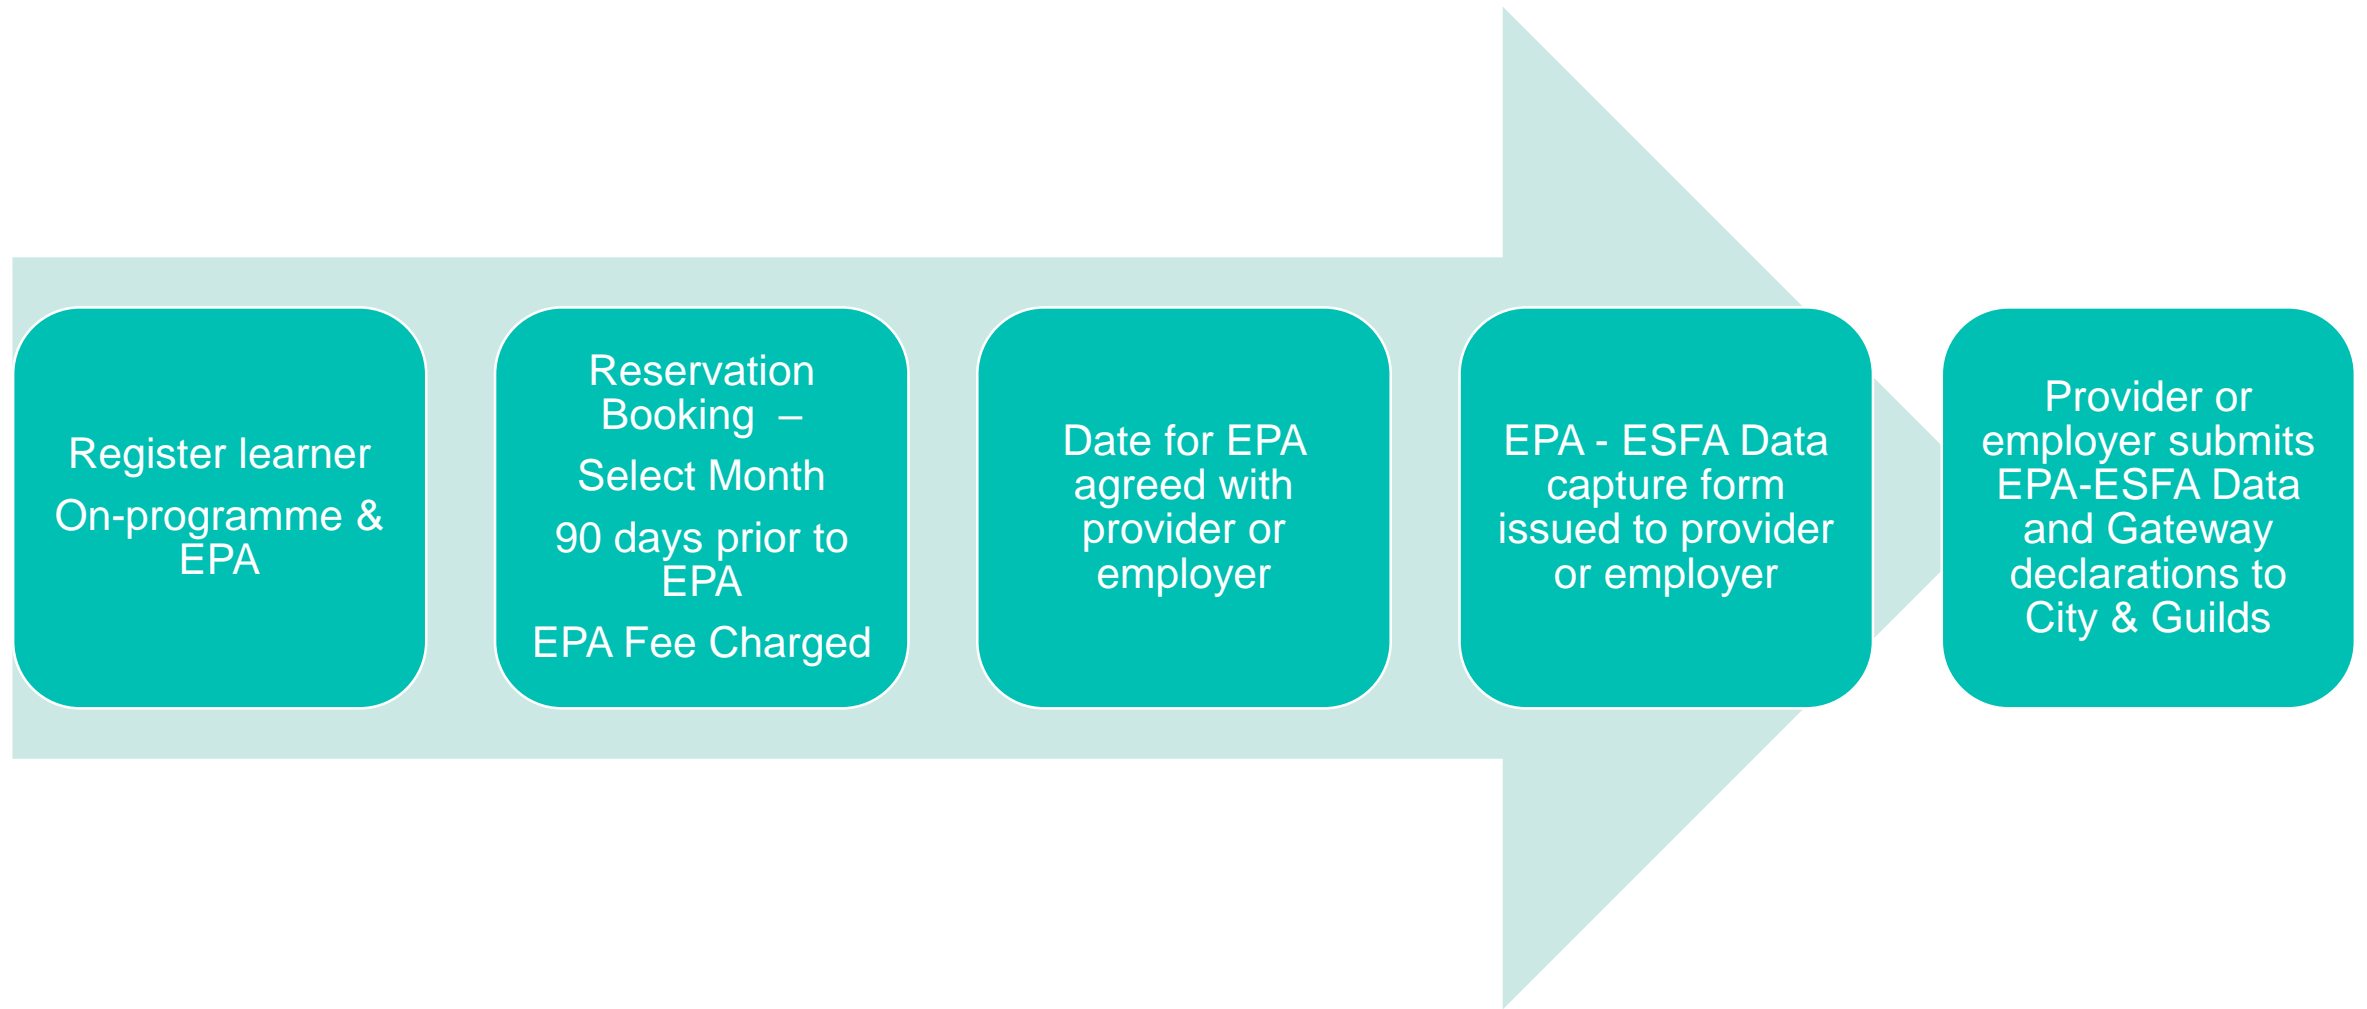 Register learner
On-programme &
EPA
Reservation
Booking –
Select Month
90 days prior to
EPA
EPA Fee Charged
Date for EPA
agreed with
provider or
employer
EPA - ESFA Data
capture form
issued to provider
or employer
Provider or
employer submits
EPA-ESFA Data
and Gateway
declarations to
City & Guilds